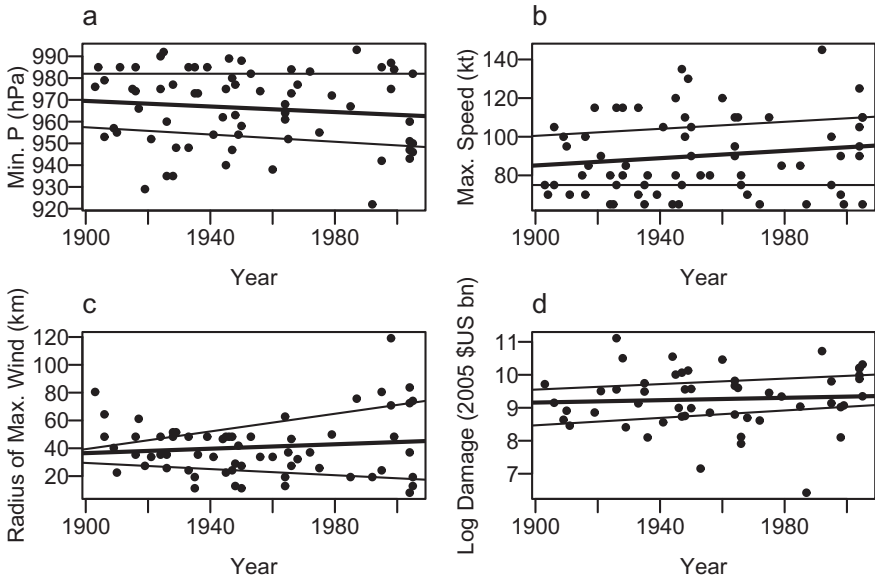 a
Min. P (hPa)
990
980
970
960
950
940
930
920
1900
1940
1980
Year
b
Max. Speed (kt)
140
120
100
80
1900
1940
1980
Year
c
Radius of Max. Wind (km)
120
100
80
60
40
20
1900
1940
1980
Year
d
Log Damage (2005 $US bn)
11
10
9
8
7
1900
1940
1980
Year